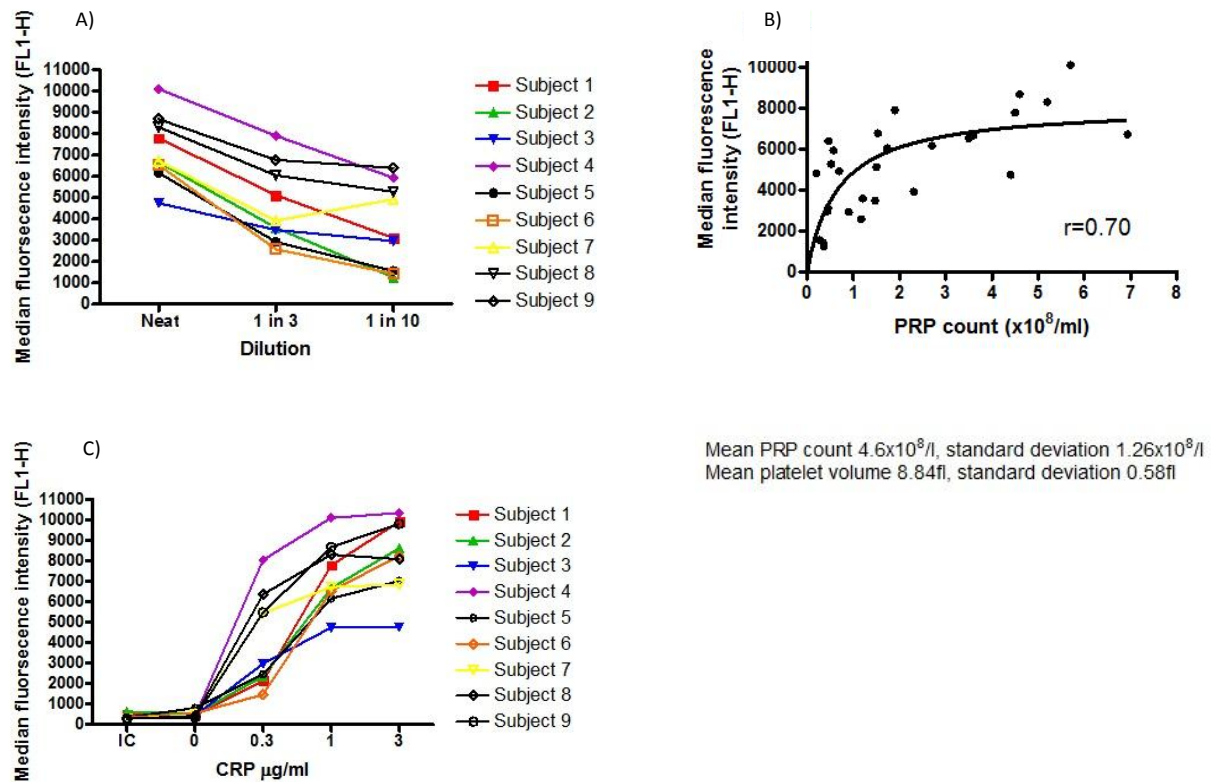 A)
Median fluorsecence intensity (FL1-H)
11000
10000
9000
8000
7000
6000
5000
4000
3000
2000
1000
0
Neat 1 in 3 1 in 10
Dilution
Subject 1
Subject 2
Subject 3
Subject 4
Subject 5
Subject 6
Subject 7
Subject 8
Subject 9
B)
Median fluorescence
intensity (FL1-H)
10000
8000
6000
4000
2000
0
0 1 2 3 4 5 6 7 8
PRP count (x10⁸/ml)
r=0.70
Mean PRP count 4.6x10⁸/l, standard deviation 1.26x10⁸/l
Mean platelet volume 8.84fl, standard deviation 0.58fl
C)
Median fluorsecence intensity (FL1-H)
11000
10000
9000
8000
7000
6000
5000
4000
3000
2000
1000
0
IC 0 0.3 1 3
CRP µg/ml
Subject 1
Subject 2
Subject 3
Subject 4
Subject 5
Subject 6
Subject 7
Subject 8
Subject 9